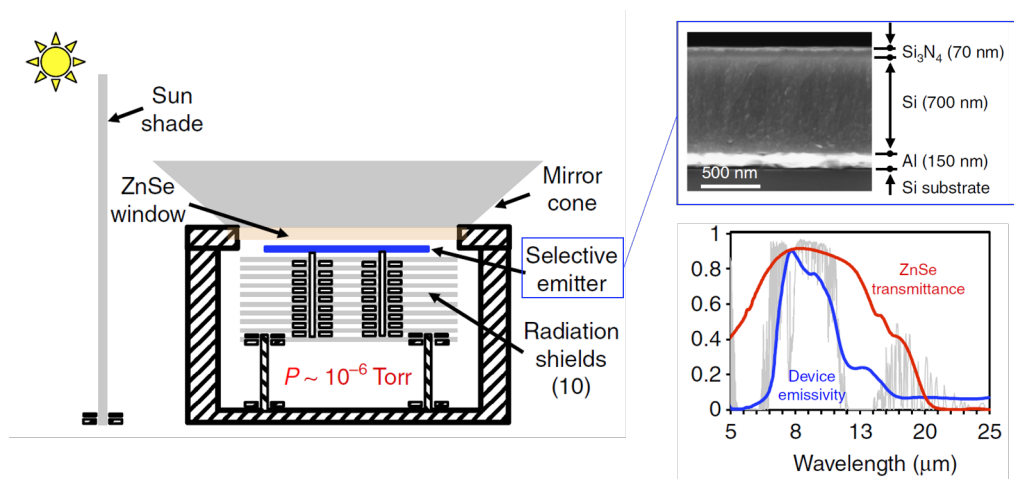 Sun
shade
ZnSe
window
Mirror
cone
Selective
emitter
Radiation
shields
(10)
P ~ 10⁻⁶ Torr
Si₃N₄ (70 nm)
Si (700 nm)
Al (150 nm)
Si substrate
500 nm
1
0.8
0.6
0.4
0.2
0
ZnSe
transmittance
Device
emissivity
5 8 13 20 25
Wavelength (μm)